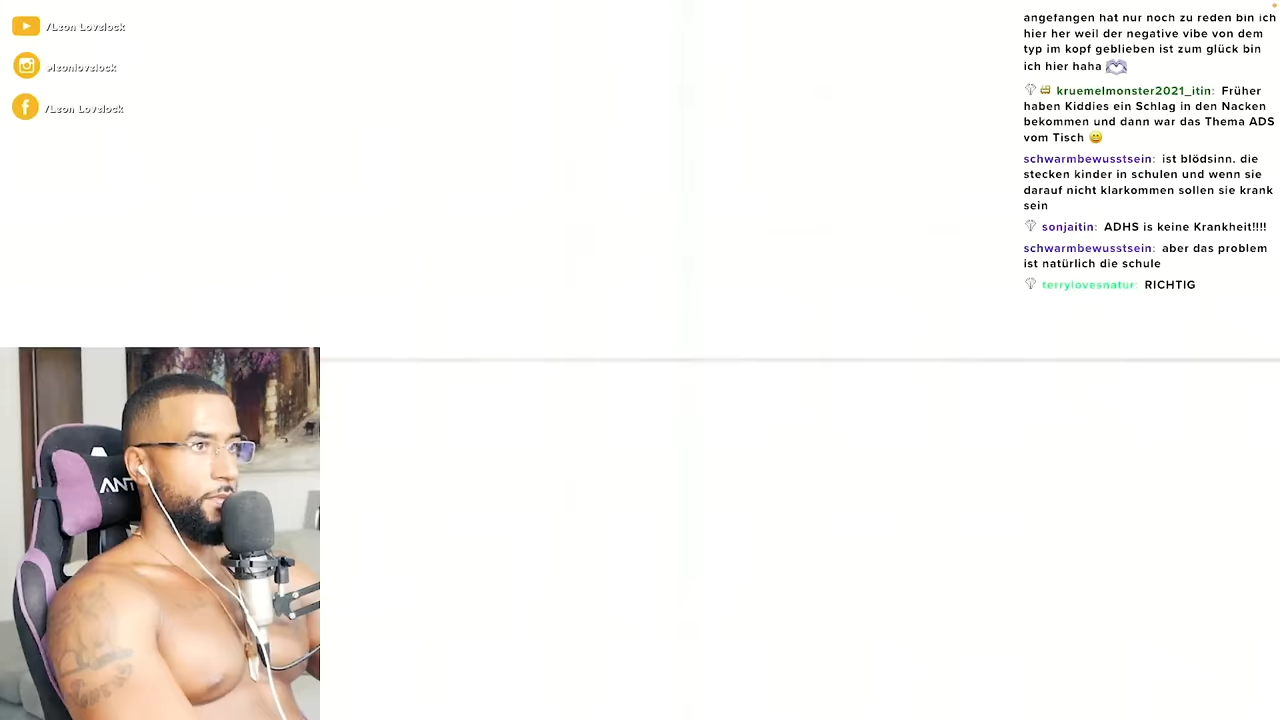 /Leon Lovelock
leonlovelock
/Leon Lovelock
angefangen hat nur noch zu reden bin ich
hier her weil der negative vibe von dem
typ im kopf geblieben ist zum glück bin
ich hier haha
kruemelmonster2021_itin: Früher
haben Kiddies ein Schlag in den Nacken
bekommen und dann war das Thema ADS
vom Tisch 😄
schwarmbewusstsein: ist blödsinn. die
stecken kinder in schulen und wenn sie
darauf nicht klarkommen sollen sie krank
sein
sonjaitin: ADHS is keine Krankheit!!!!
schwarmbewusstsein: aber das problem
ist natürlich die schule
terrylovesnatur: RICHTIG
ANT